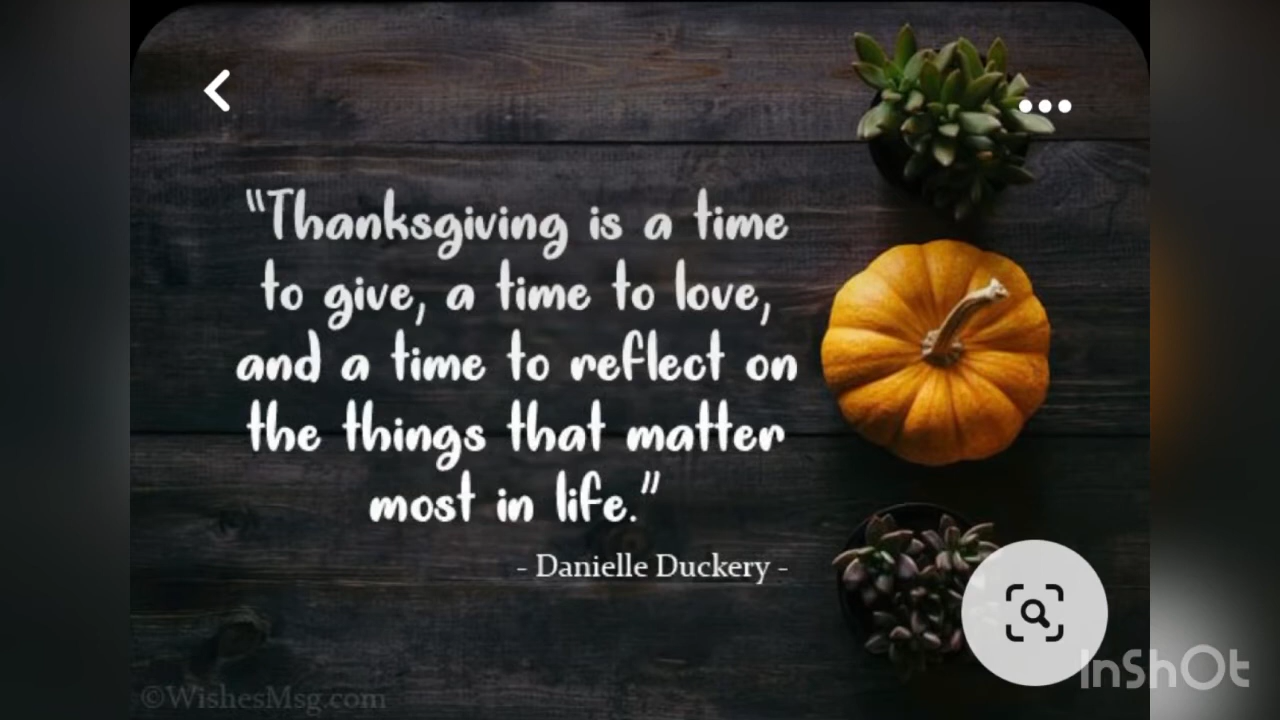 "Thanksgiving is a time
to give, a time to love,
and a time to reflect on
the things that matter
most in life."
- Danielle Duckery -
©WishesMsg.com
InShOt